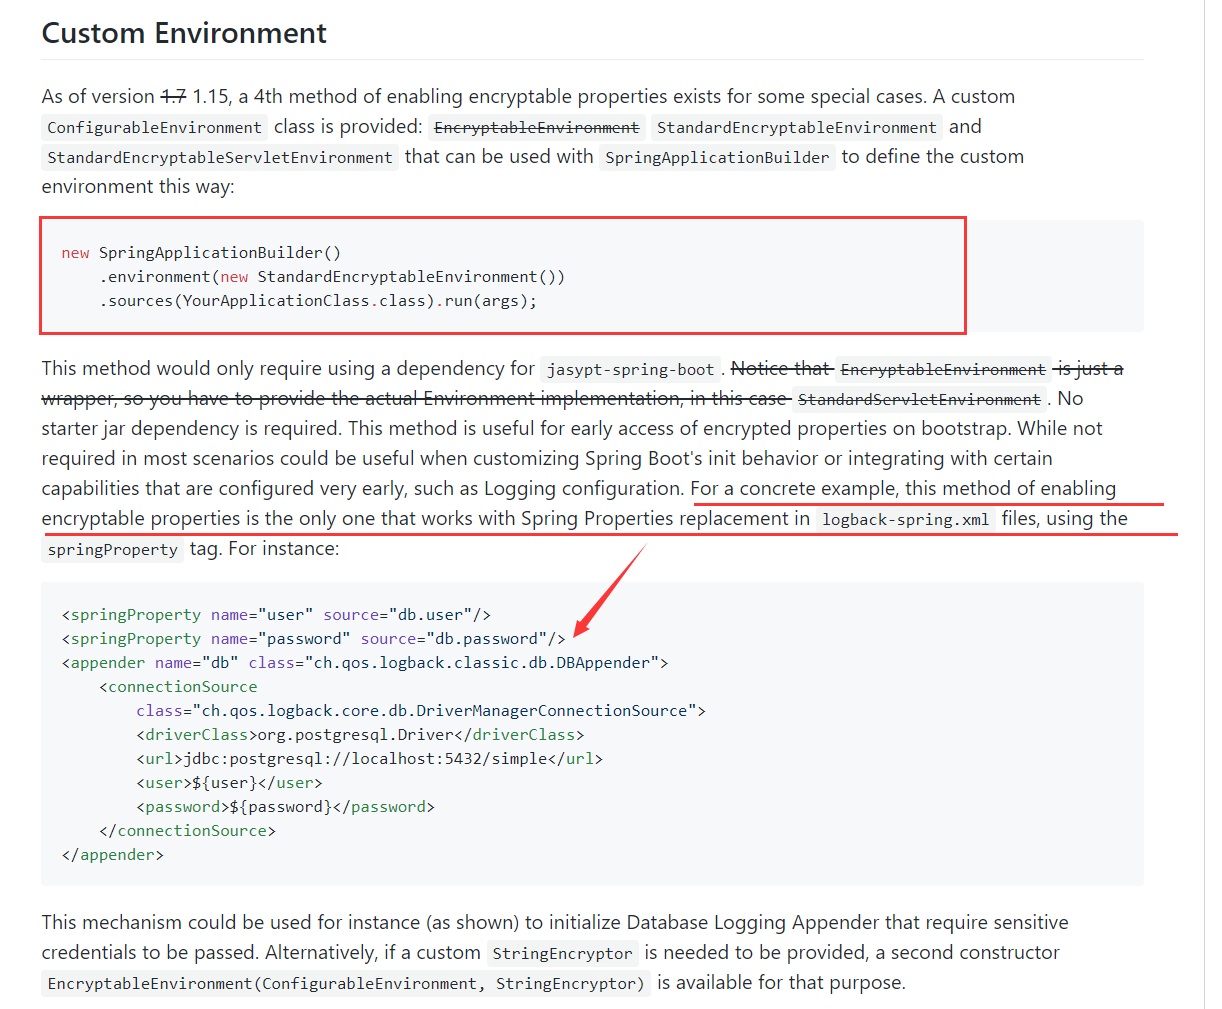 Custom Environment
As of version 1.7 1.15, a 4th method of enabling encryptable properties exists for some special cases. A custom
ConfigurableEnvironment class is provided: EncryptableEnvironment StandardEncryptableEnvironment and
StandardEncryptableServletEnvironment that can be used with SpringApplicationBuilder to define the custom
environment this way:
new SpringApplicationBuilder()
    .environment(new StandardEncryptableEnvironment())
    .sources(YourApplicationClass.class).run(args);
This method would only require using a dependency for jasypt-spring-boot . Notice that EncryptableEnvironment is just a
wrapper, so you have to provide the actual Environment implementation, in this case StandardServletEnvironment . No
starter jar dependency is required. This method is useful for early access of encrypted properties on bootstrap. While not
required in most scenarios could be useful when customizing Spring Boot's init behavior or integrating with certain
capabilities that are configured very early, such as Logging configuration. For a concrete example, this method of enabling
encryptable properties is the only one that works with Spring Properties replacement in logback-spring.xml files, using the
springProperty tag. For instance:
<springProperty name="user" source="db.user"/>
<springProperty name="password" source="db.password"/>
<appender name="db" class="ch.qos.logback.classic.db.DBAppender">
    <connectionSource
        class="ch.qos.logback.core.db.DriverManagerConnectionSource">
        <driverClass>org.postgresql.Driver</driverClass>
        <url>jdbc:postgresql://localhost:5432/simple</url>
        <user>${user}</user>
        <password>${password}</password>
    </connectionSource>
</appender>
This mechanism could be used for instance (as shown) to initialize Database Logging Appender that require sensitive
credentials to be passed. Alternatively, if a custom StringEncryptor is needed to be provided, a second constructor
EncryptableEnvironment(ConfigurableEnvironment, StringEncryptor) is available for that purpose.